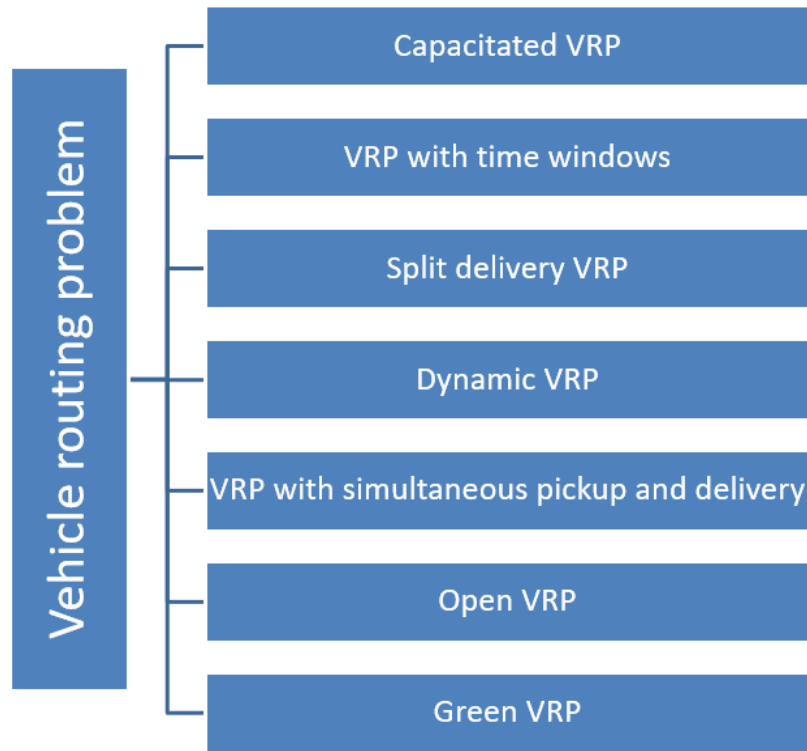 Vehicle routing problem
Capacitated VRP
VRP with time windows
Split delivery VRP
Dynamic VRP
VRP with simultaneous pickup and delivery
Open VRP
Green VRP